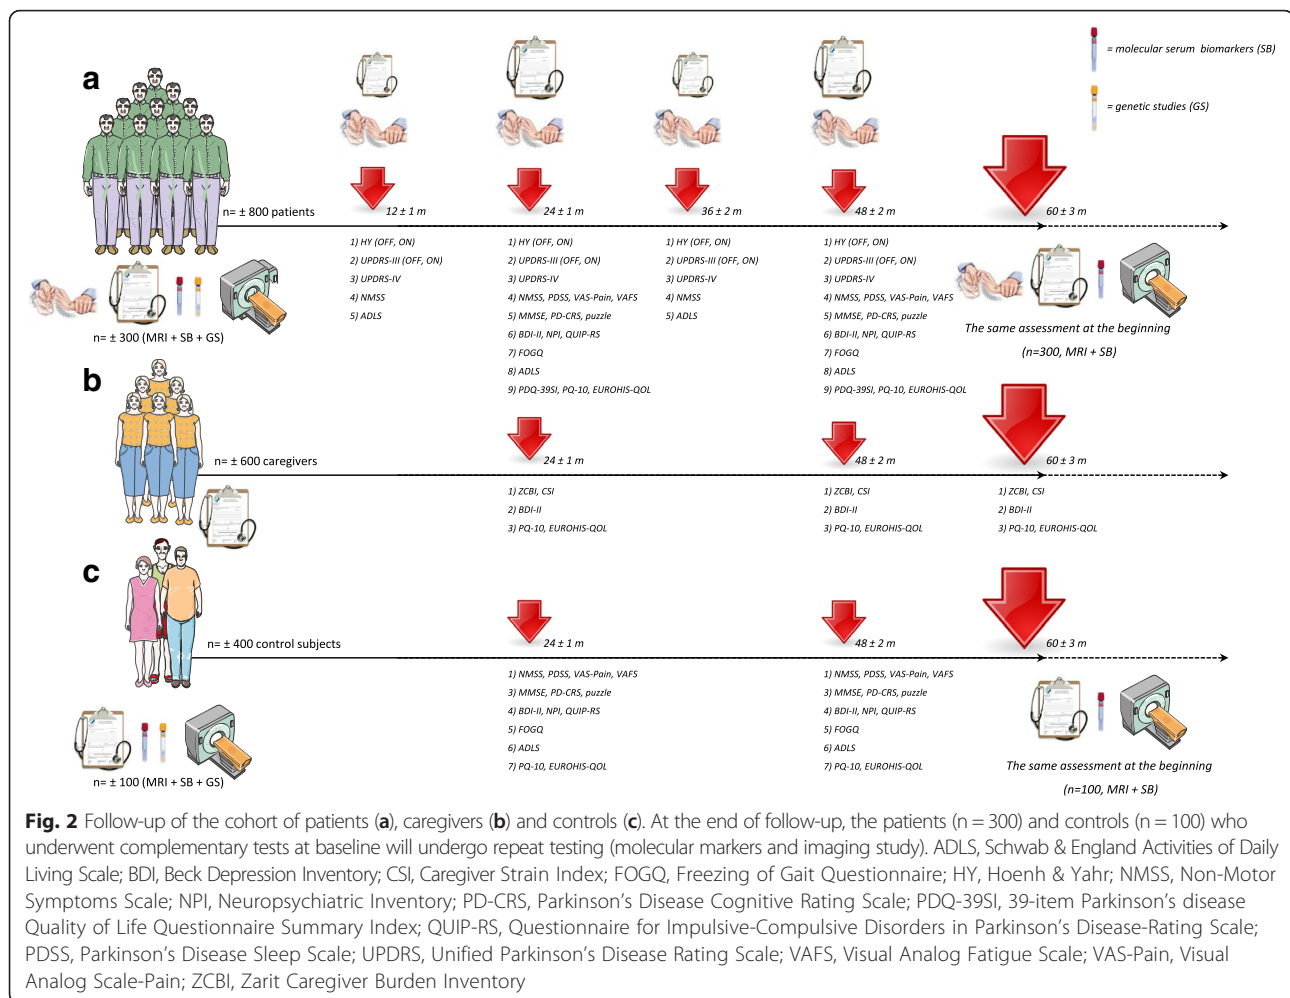 = molecular serum biomarkers (SB)
= genetic studies (GS)
a
n= ± 800 patients
12 ± 1 m
24 ± 1 m
36 ± 2 m
48 ± 2 m
60 ± 3 m
1) HY (OFF, ON)
2) UPDRS-III (OFF, ON)
3) UPDRS-IV
4) NMSS
5) ADLS
1) HY (OFF, ON)
2) UPDRS-III (OFF, ON)
3) UPDRS-IV
4) NMSS, PDSS, VAS-Pain, VAFS
5) MMSE, PD-CRS, puzzle
6) BDI-II, NPI, QUIP-RS
7) FOGQ
8) ADLS
9) PDQ-39SI, PQ-10, EUROHIS-QOL
1) HY (OFF, ON)
2) UPDRS-III (OFF, ON)
3) UPDRS-IV
4) NMSS
5) ADLS
1) HY (OFF, ON)
2) UPDRS-III (OFF, ON)
3) UPDRS-IV
4) NMSS, PDSS, VAS-Pain, VAFS
5) MMSE, PD-CRS, puzzle
6) BDI-II, NPI, QUIP-RS
7) FOGQ
8) ADLS
9) PDQ-39SI, PQ-10, EUROHIS-QOL
The same assessment at the beginning
(n=300, MRI + SB)
n= ± 300 (MRI + SB + GS)
b
n= ± 600 caregivers
24 ± 1 m
48 ± 2 m
60 ± 3 m
1) ZCBI, CSI
2) BDI-II
3) PQ-10, EUROHIS-QOL
1) ZCBI, CSI
2) BDI-II
3) PQ-10, EUROHIS-QOL
1) ZCBI, CSI
2) BDI-II
3) PQ-10, EUROHIS-QOL
c
n= ± 400 control subjects
24 ± 1 m
48 ± 2 m
60 ± 3 m
1) NMSS, PDSS, VAS-Pain, VAFS
3) MMSE, PD-CRS, puzzle
4) BDI-II, NPI, QUIP-RS
5) FOGQ
6) ADLS
7) PQ-10, EUROHIS-QOL
1) NMSS, PDSS, VAS-Pain, VAFS
3) MMSE, PD-CRS, puzzle
4) BDI-II, NPI, QUIP-RS
5) FOGQ
6) ADLS
7) PQ-10, EUROHIS-QOL
The same assessment at the beginning
(n=100, MRI + SB)
n= ± 100 (MRI + SB + GS)
Fig. 2 Follow-up of the cohort of patients (a), caregivers (b) and controls (c). At the end of follow-up, the patients (n = 300) and controls (n = 100) who
underwent complementary tests at baseline will undergo repeat testing (molecular markers and imaging study). ADLS, Schwab & England Activities of Daily
Living Scale; BDI, Beck Depression Inventory; CSI, Caregiver Strain Index; FOGQ, Freezing of Gait Questionnaire; HY, Hoenh & Yahr; NMSS, Non-Motor
Symptoms Scale; NPI, Neuropsychiatric Inventory; PD-CRS, Parkinson's Disease Cognitive Rating Scale; PDQ-39SI, 39-item Parkinson's disease
Quality of Life Questionnaire Summary Index; QUIP-RS, Questionnaire for Impulsive-Compulsive Disorders in Parkinson's Disease-Rating Scale;
PDSS, Parkinson's Disease Sleep Scale; UPDRS, Unified Parkinson's Disease Rating Scale; VAFS, Visual Analog Fatigue Scale; VAS-Pain, Visual
Analog Scale-Pain; ZCBI, Zarit Caregiver Burden Inventory